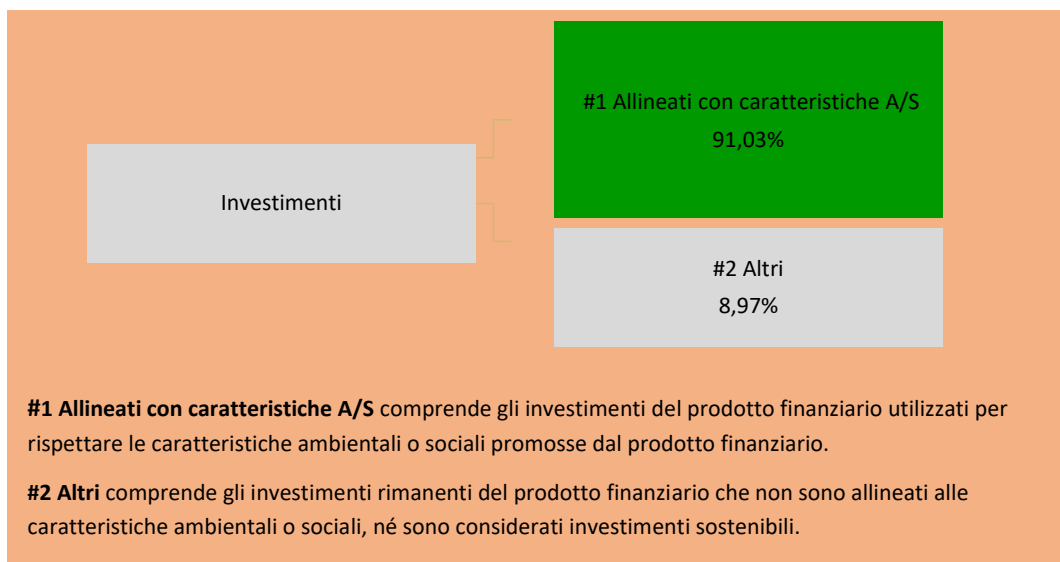 #1 Allineati con caratteristiche A/S
91,03%
Investimenti
#2 Altri
8,97%
#1 Allineati con caratteristiche A/S comprende gli investimenti del prodotto finanziario utilizzati per
rispettare le caratteristiche ambientali o sociali promosse dal prodotto finanziario.
#2 Altri comprende gli investimenti rimanenti del prodotto finanziario che non sono allineati alle
caratteristiche ambientali o sociali, né sono considerati investimenti sostenibili.